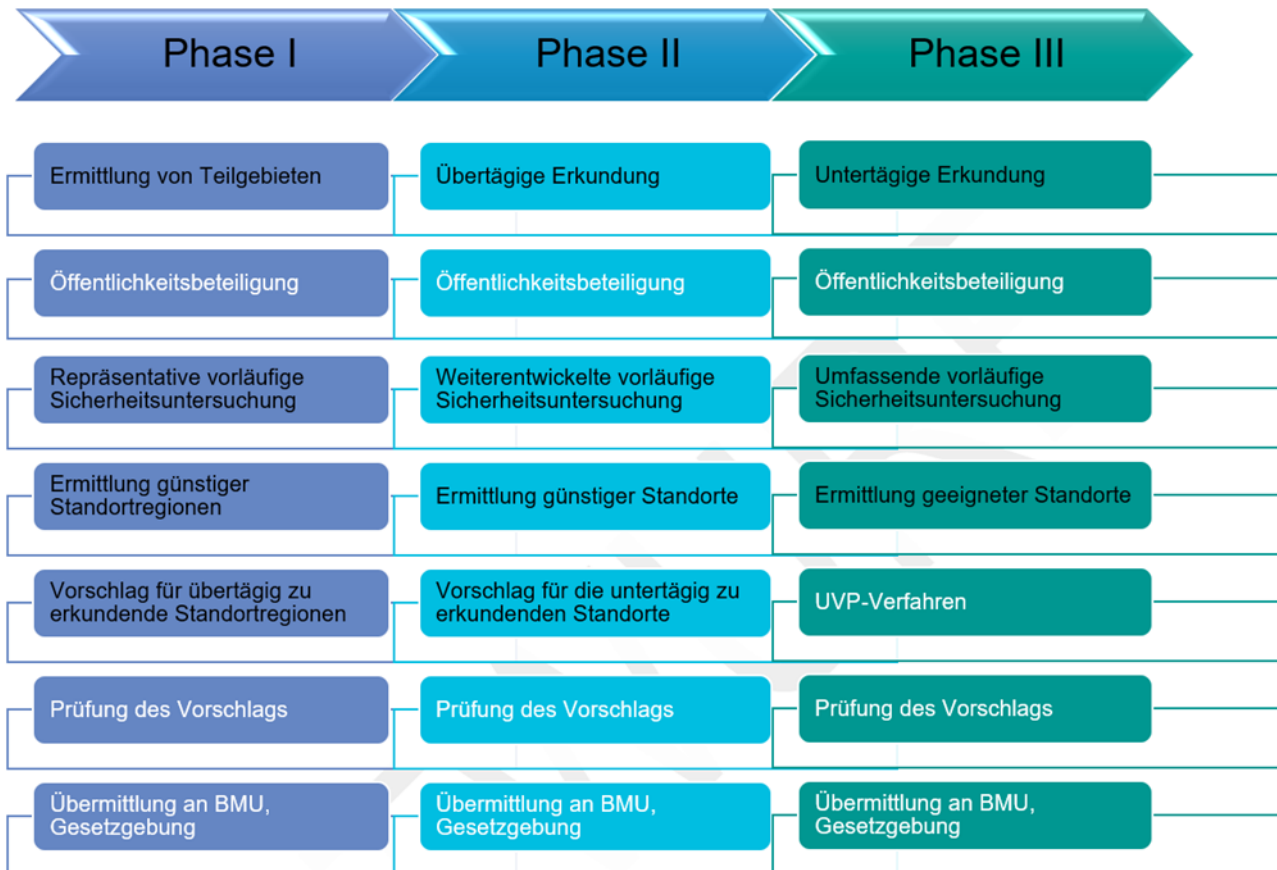 Phase I
Phase II
Phase III
Ermittlung von Teilgebieten
Übertägige Erkundung
Untertägige Erkundung
Öffentlichkeitsbeteiligung
Öffentlichkeitsbeteiligung
Öffentlichkeitsbeteiligung
Repräsentative vorläufige
Sicherheitsuntersuchung
Weiterentwickelte vorläufige
Sicherheitsuntersuchung
Umfassende vorläufige
Sicherheitsuntersuchung
Ermittlung günstiger
Standortregionen
Ermittlung günstiger Standorte
Ermittlung geeigneter Standorte
Vorschlag für übertägig zu
erkundende Standortregionen
Vorschlag für die untertägig zu
erkundenden Standorte
UVP-Verfahren
Prüfung des Vorschlags
Prüfung des Vorschlags
Prüfung des Vorschlags
Übermittlung an BMU,
Gesetzgebung
Übermittlung an BMU,
Gesetzgebung
Übermittlung an BMU,
Gesetzgebung